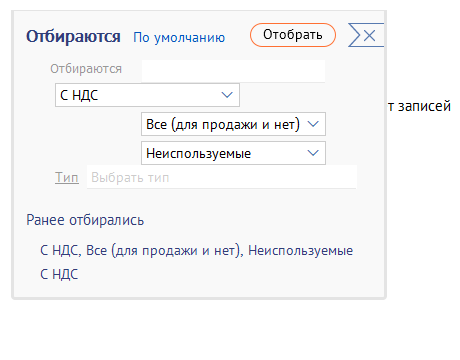 Отбираются По умолчанию Отобрать
Отбираются
С НДС
т записей
Все (для продажи и нет)
Неиспользуемые
Тип Выбрать тип
Ранее отбирались
С НДС, Все (для продажи и нет), Неиспользуемые
С НДС